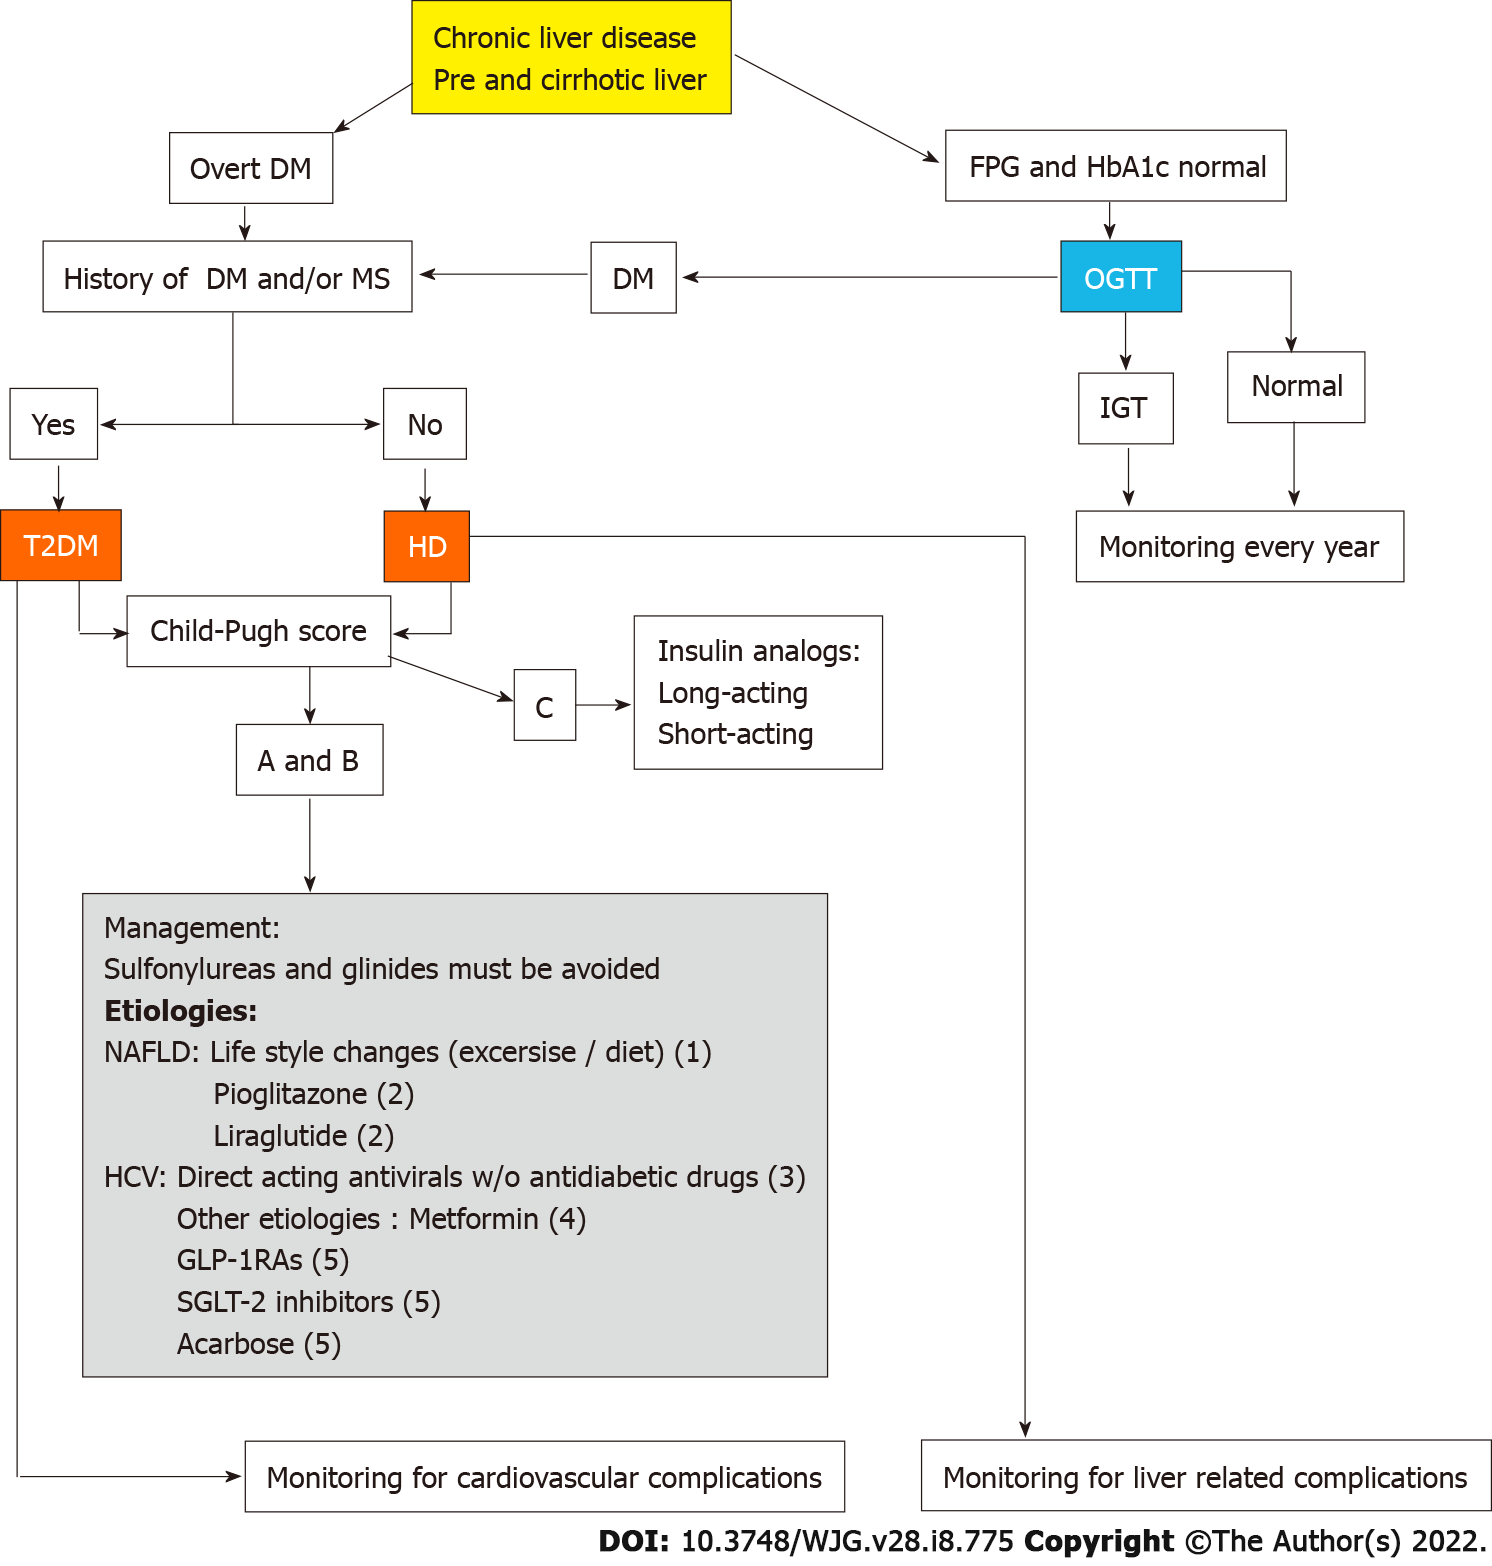 Chronic liver disease
Pre and cirrhotic liver
Overt DM
FPG and HbA1c normal
History of DM and/or MS
DM
OGTT
Yes
No
IGT
Normal
T2DM
HD
Monitoring every year
Child-Pugh score
C
Insulin analogs:
Long-acting
Short-acting
A and B
Management:
Sulfonylureas and glinides must be avoided
Etiologies:
NAFLD: Life style changes (excersise / diet) (1)
Pioglitazone (2)
Liraglutide (2)
HCV: Direct acting antivirals w/o antidiabetic drugs (3)
Other etiologies : Metformin (4)
GLP-1RAs (5)
SGLT-2 inhibitors (5)
Acarbose (5)
Monitoring for cardiovascular complications
Monitoring for liver related complications
DOI: 10.3748/WJG.v28.i8.775 Copyright ©The Author(s) 2022.